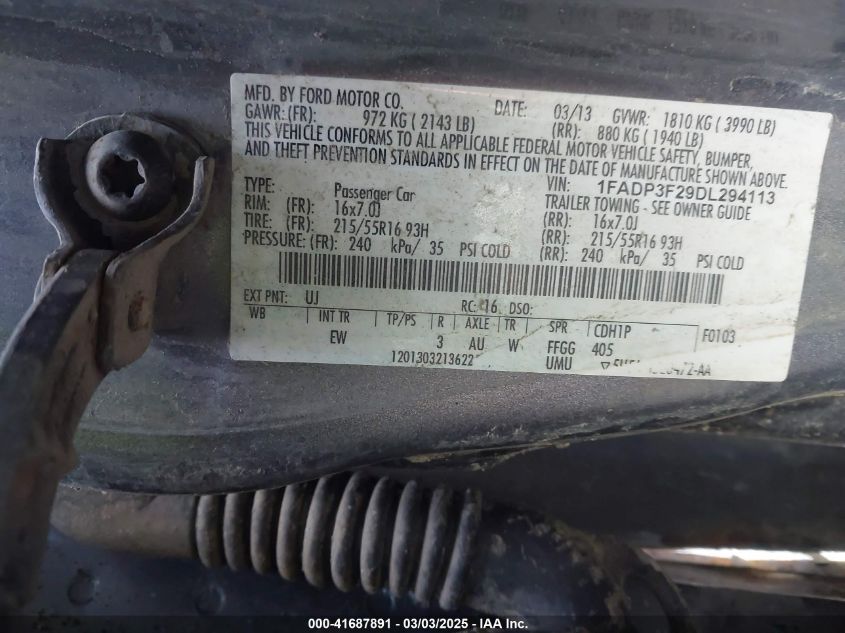 MFD. BY FORD MOTOR CO. DATE: 03/13 GVWR: 1810 KG ( 3990 LB)
GAWR:(FR): 972 KG ( 2143 LB) (RR): 880 KG ( 1940 LB)
THIS VEHICLE CONFORMS TO ALL APPLICABLE FEDERAL MOTOR VEHICLE SAFETY, BUMPER,
AND THEFT PREVENTION STANDARDS IN EFFECT ON THE DATE OF MANUFACTURE SHOWN ABOVE.
VIN: 1FADP3F29DL294113
TYPE: Passenger Car TRAILER TOWING - SEE OWNER GUIDE
RIM: (FR): 16x7.0J (RR): 16x7.0J
TIRE: (FR): 215/55R16 93H (RR): 215/55R16 93H
PRESSURE: (FR): 240 kPa/ 35 PSI COLD (RR): 240 kPa/ 35 PSI COLD
EXT PNT: UJ RC: 16 DSO:
WB INT TR TP/PS R AXLE TR SPR CDH1P F0103
EW 3 AU W FFGG 405
1201303213622 UMU
000-41687891 / 03/03/2025 / IAA Inc.